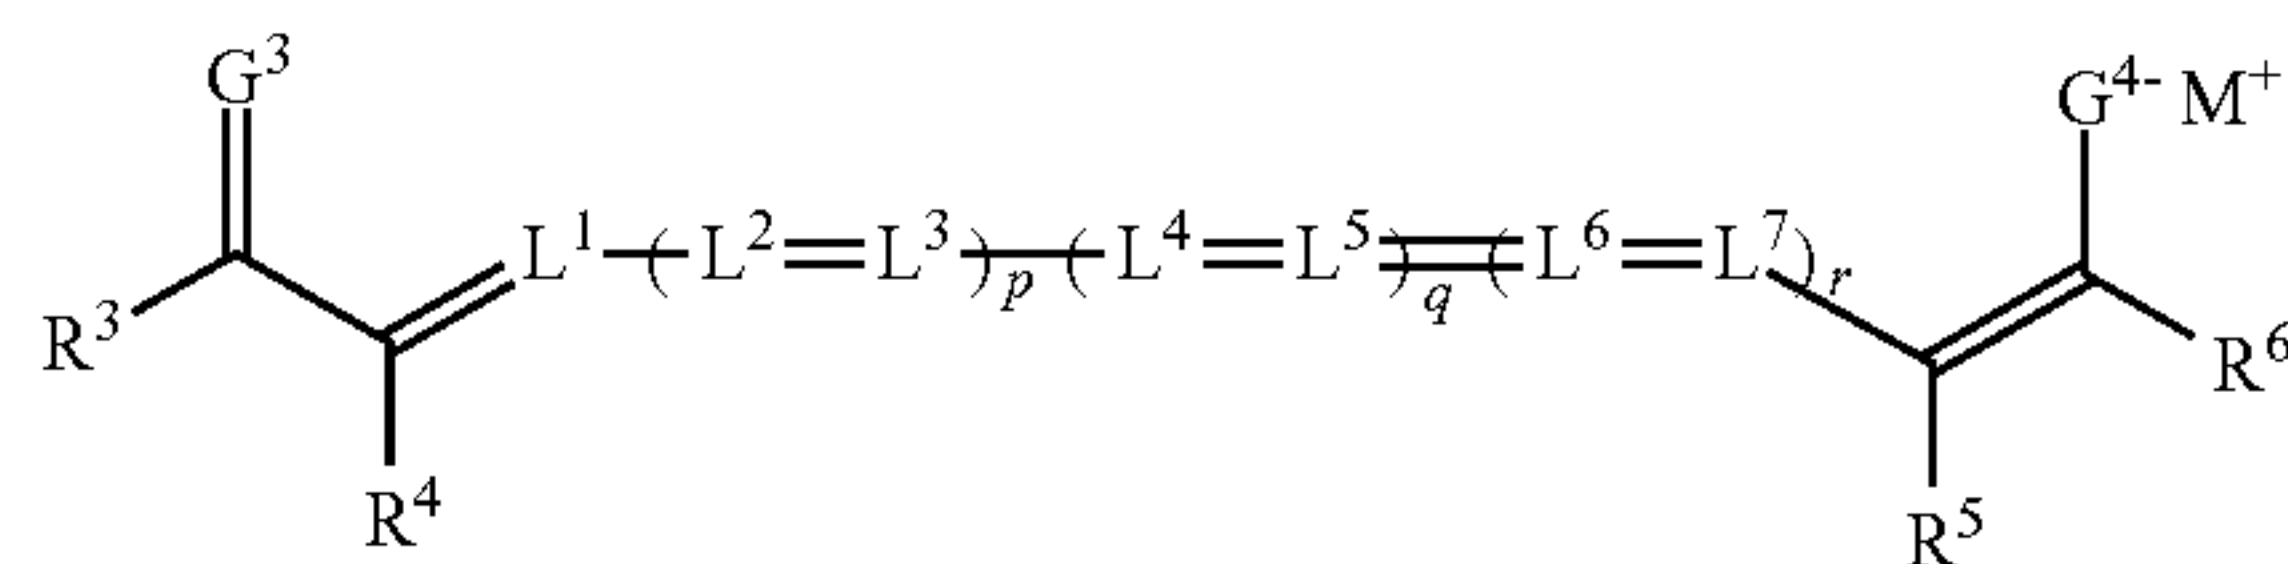 G³ G⁴⁻ M⁺
L¹—(L²=L³)p—(L⁴=L⁵)q=(L⁶=L⁷)r
R³ R⁶
R⁴ R⁵